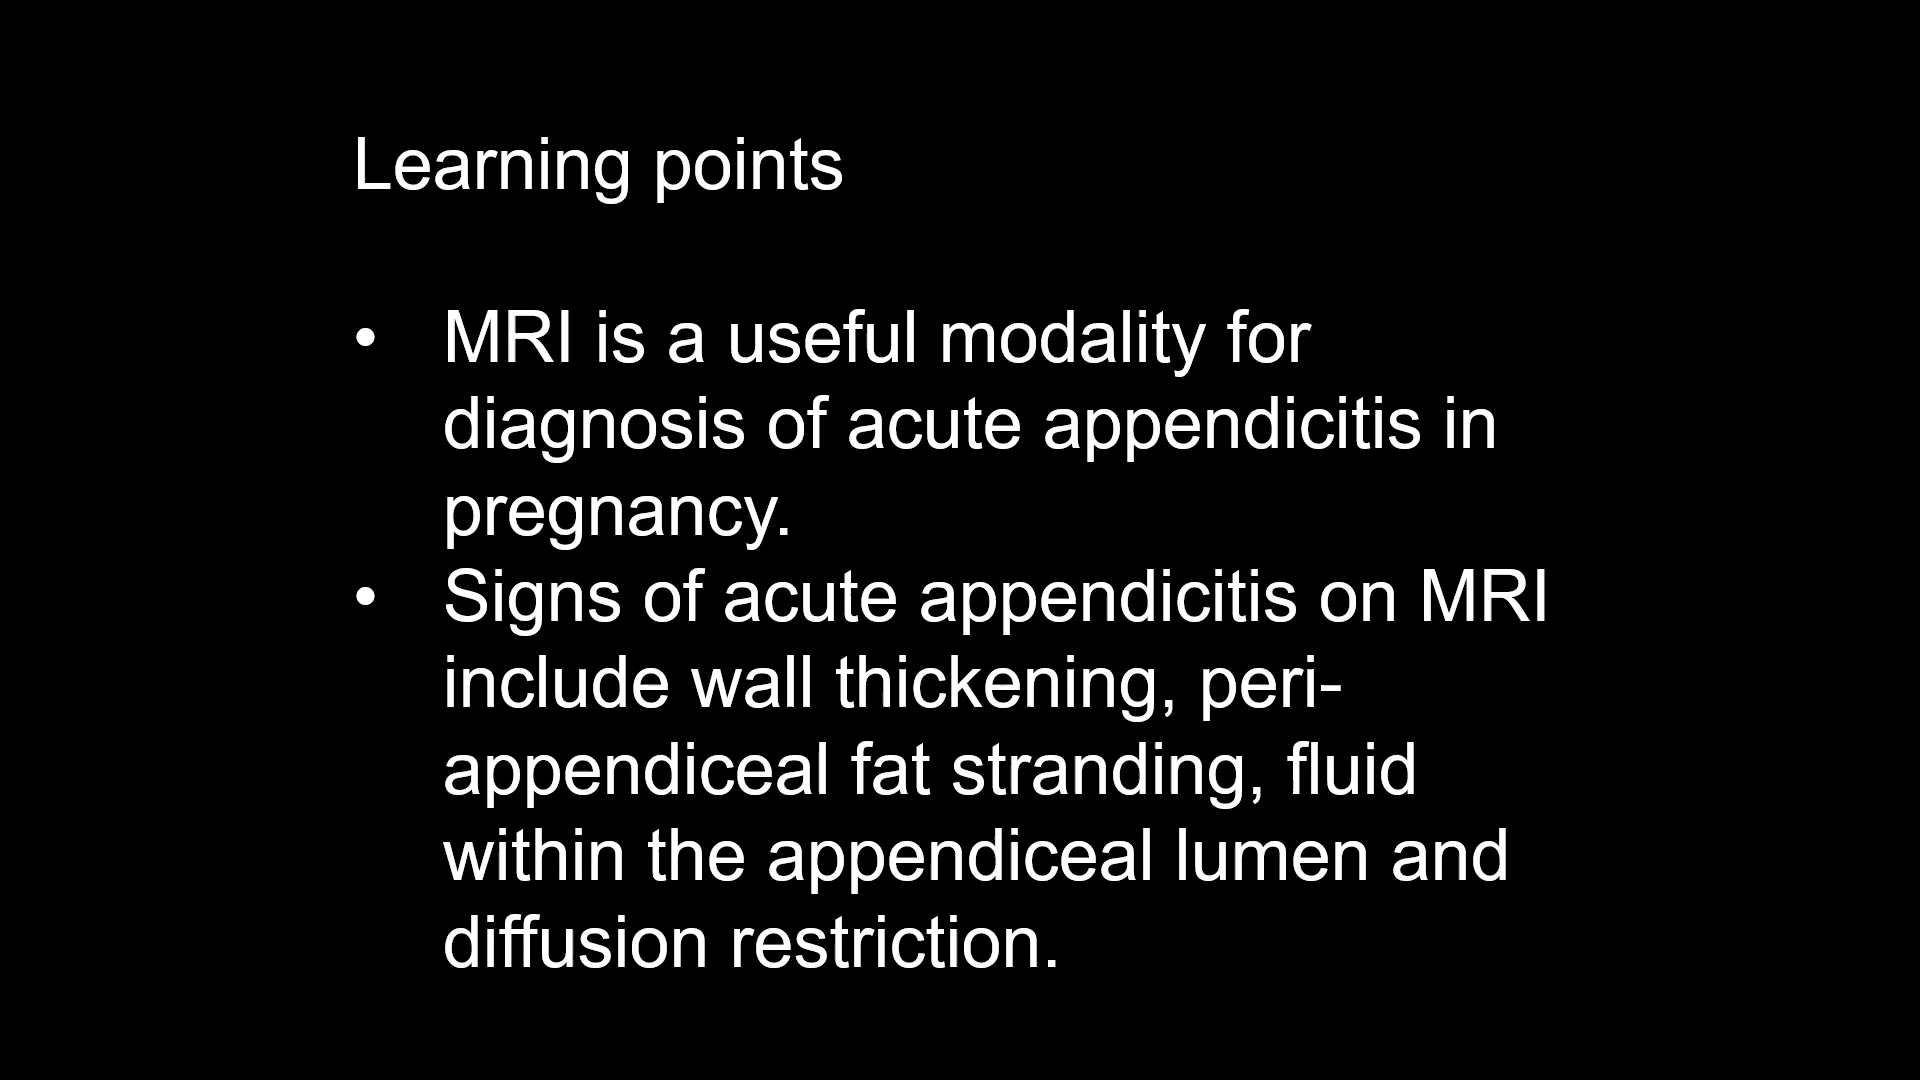 Learning points
• MRI is a useful modality for
diagnosis of acute appendicitis in
pregnancy.
• Signs of acute appendicitis on MRI
include wall thickening, peri-
appendiceal fat stranding, fluid
within the appendiceal lumen and
diffusion restriction.